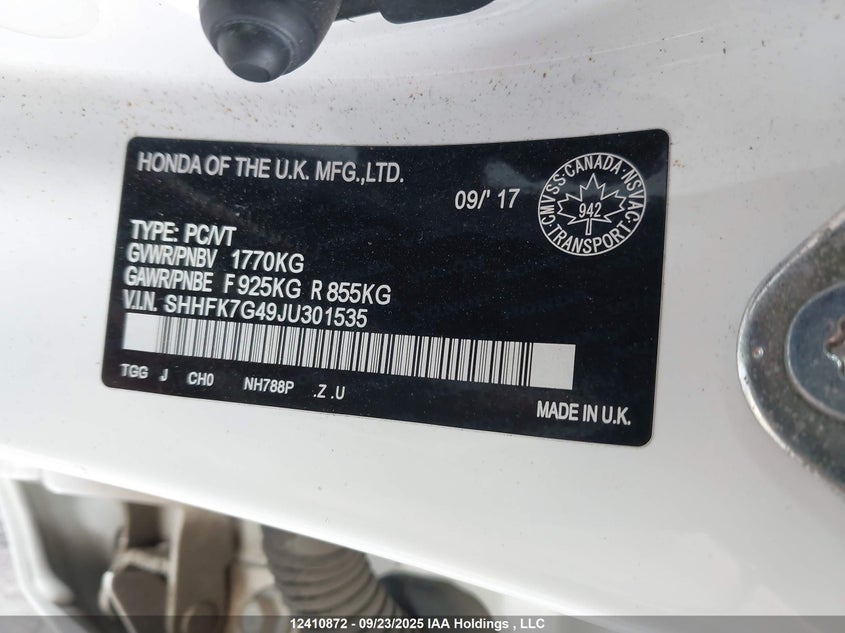 HONDA OF THE U.K. MFG.,LTD.
09/' 17
CMVSS·CANADA·NSVAC
942
TRANSPORT
TYPE: PC/VT
GVWR/PNBV 1770KG
GAWR/PNBE F 925KG R 855KG
V.I.N. SHHFK7G49JU301535
TGG J CH0 NH788P .Z .U
MADE IN U.K.
12410872 - 09/23/2025 IAA Holdings , LLC